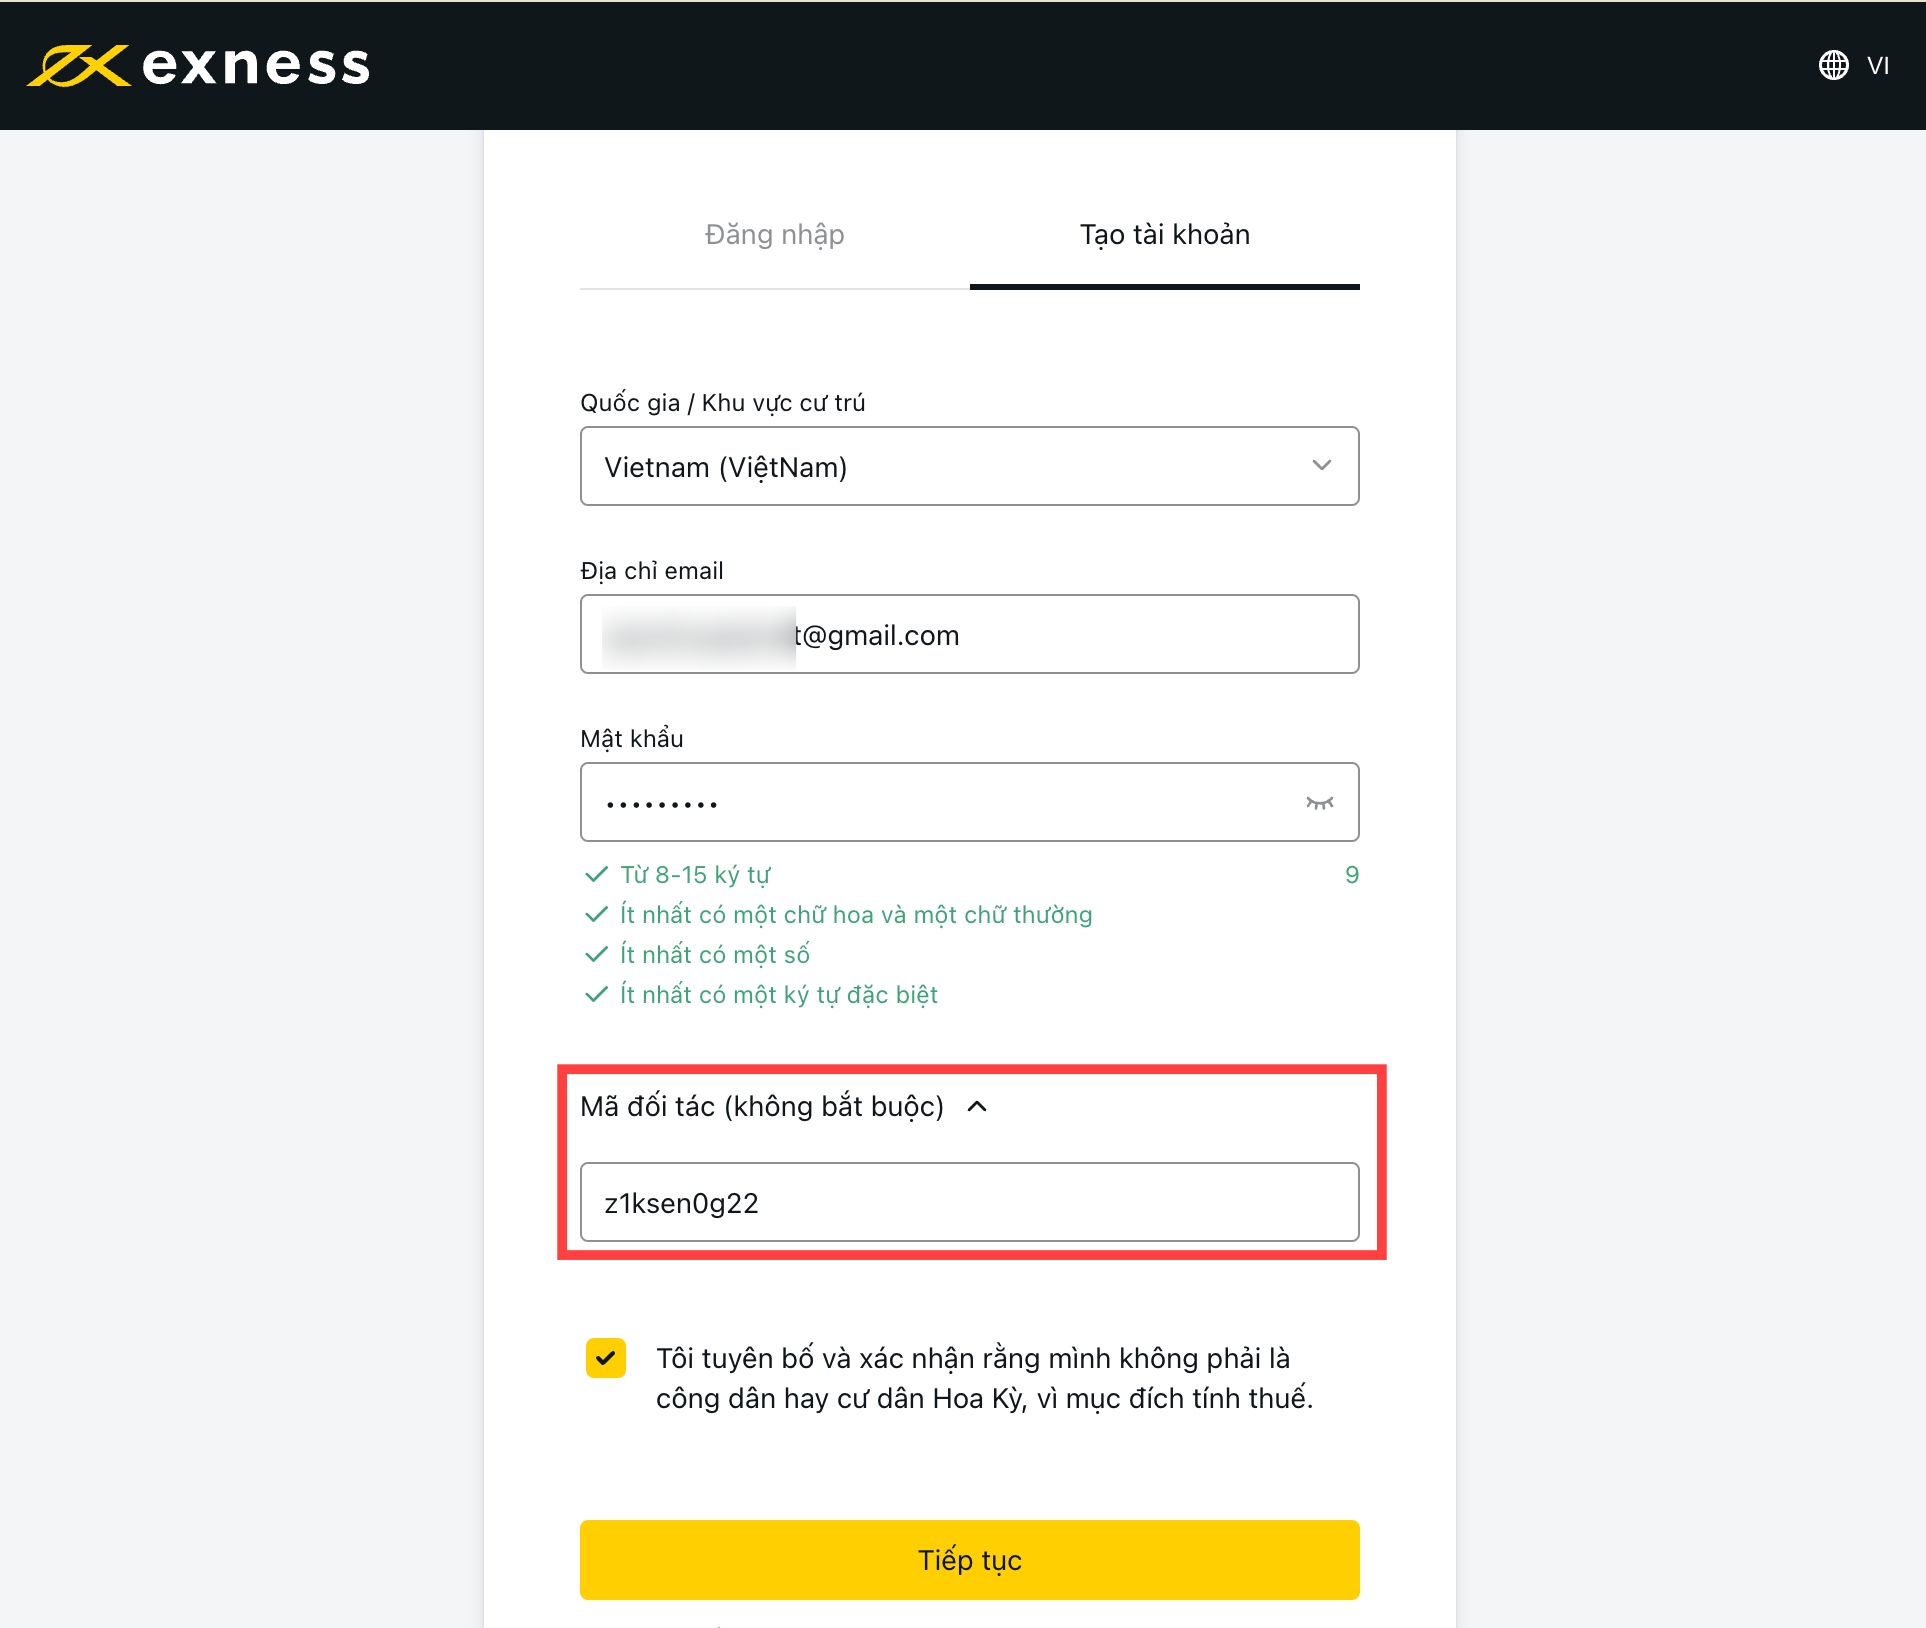 exness
VI
Đăng nhập
Tạo tài khoản
Quốc gia / Khu vực cư trú
Vietnam (ViệtNam)
Địa chỉ email
t@gmail.com
Mật khẩu
•••••••••
Từ 8-15 ký tự
9
Ít nhất có một chữ hoa và một chữ thường
Ít nhất có một số
Ít nhất có một ký tự đặc biệt
Mã đối tác (không bắt buộc)
z1ksen0g22
Tôi tuyên bố và xác nhận rằng mình không phải là
công dân hay cư dân Hoa Kỳ, vì mục đích tính thuế.
Tiếp tục